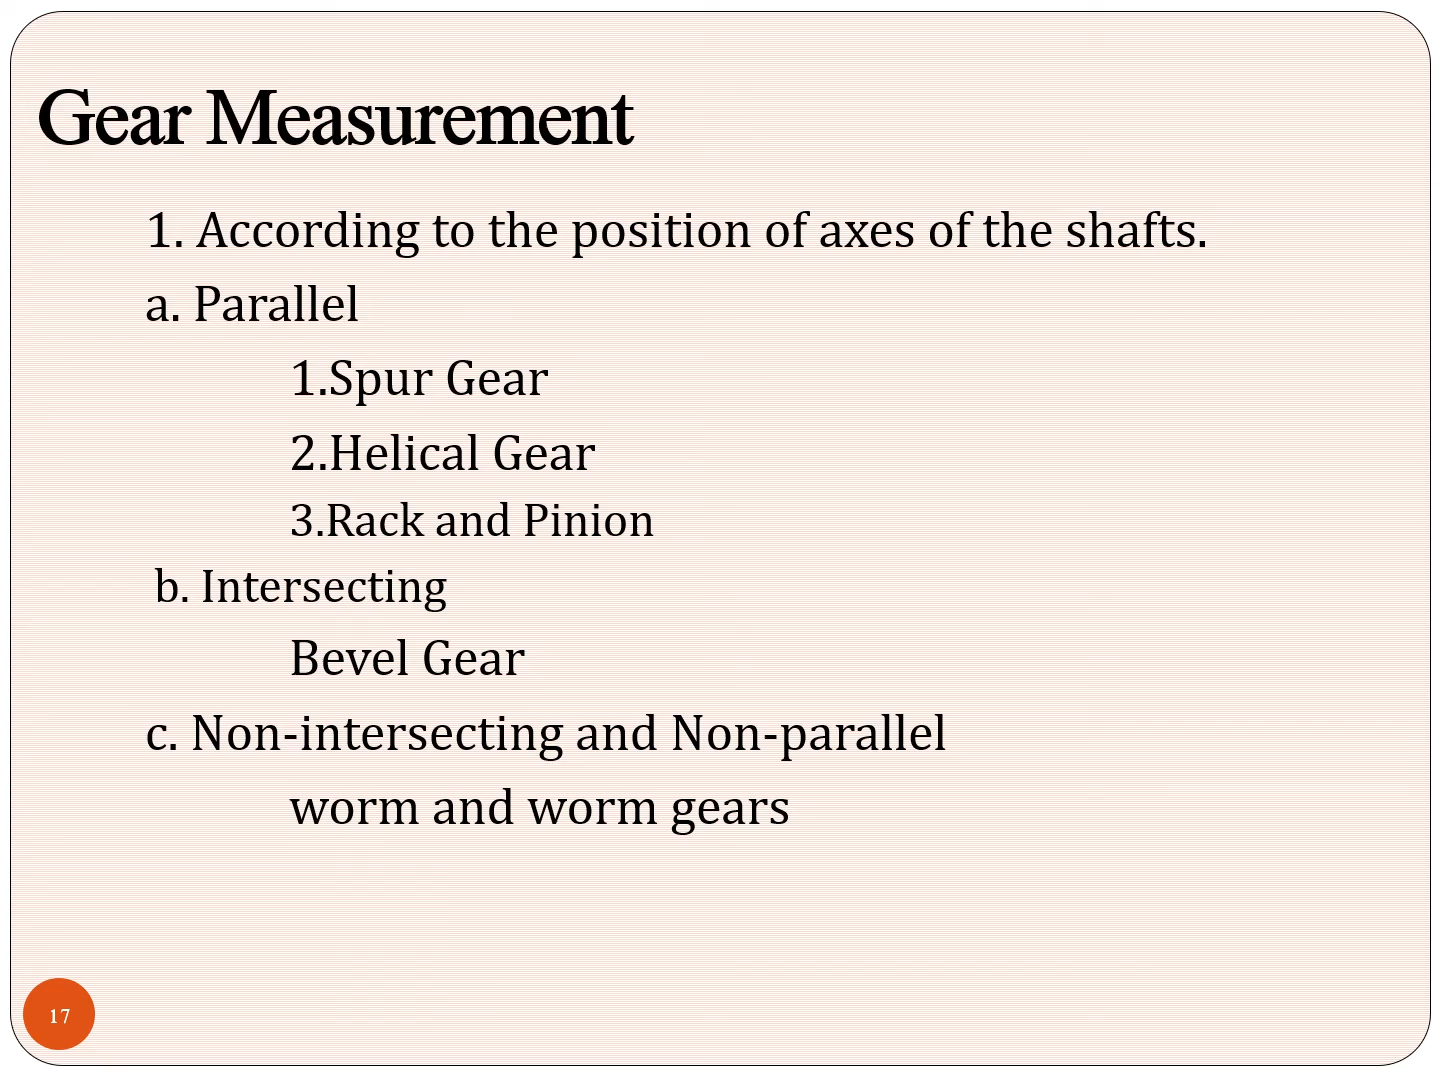 Gear Measurement
1. According to the position of axes of the shafts.
a. Parallel
1.Spur Gear
2.Helical Gear
3.Rack and Pinion
b. Intersecting
Bevel Gear
c. Non-intersecting and Non-parallel
worm and worm gears
17